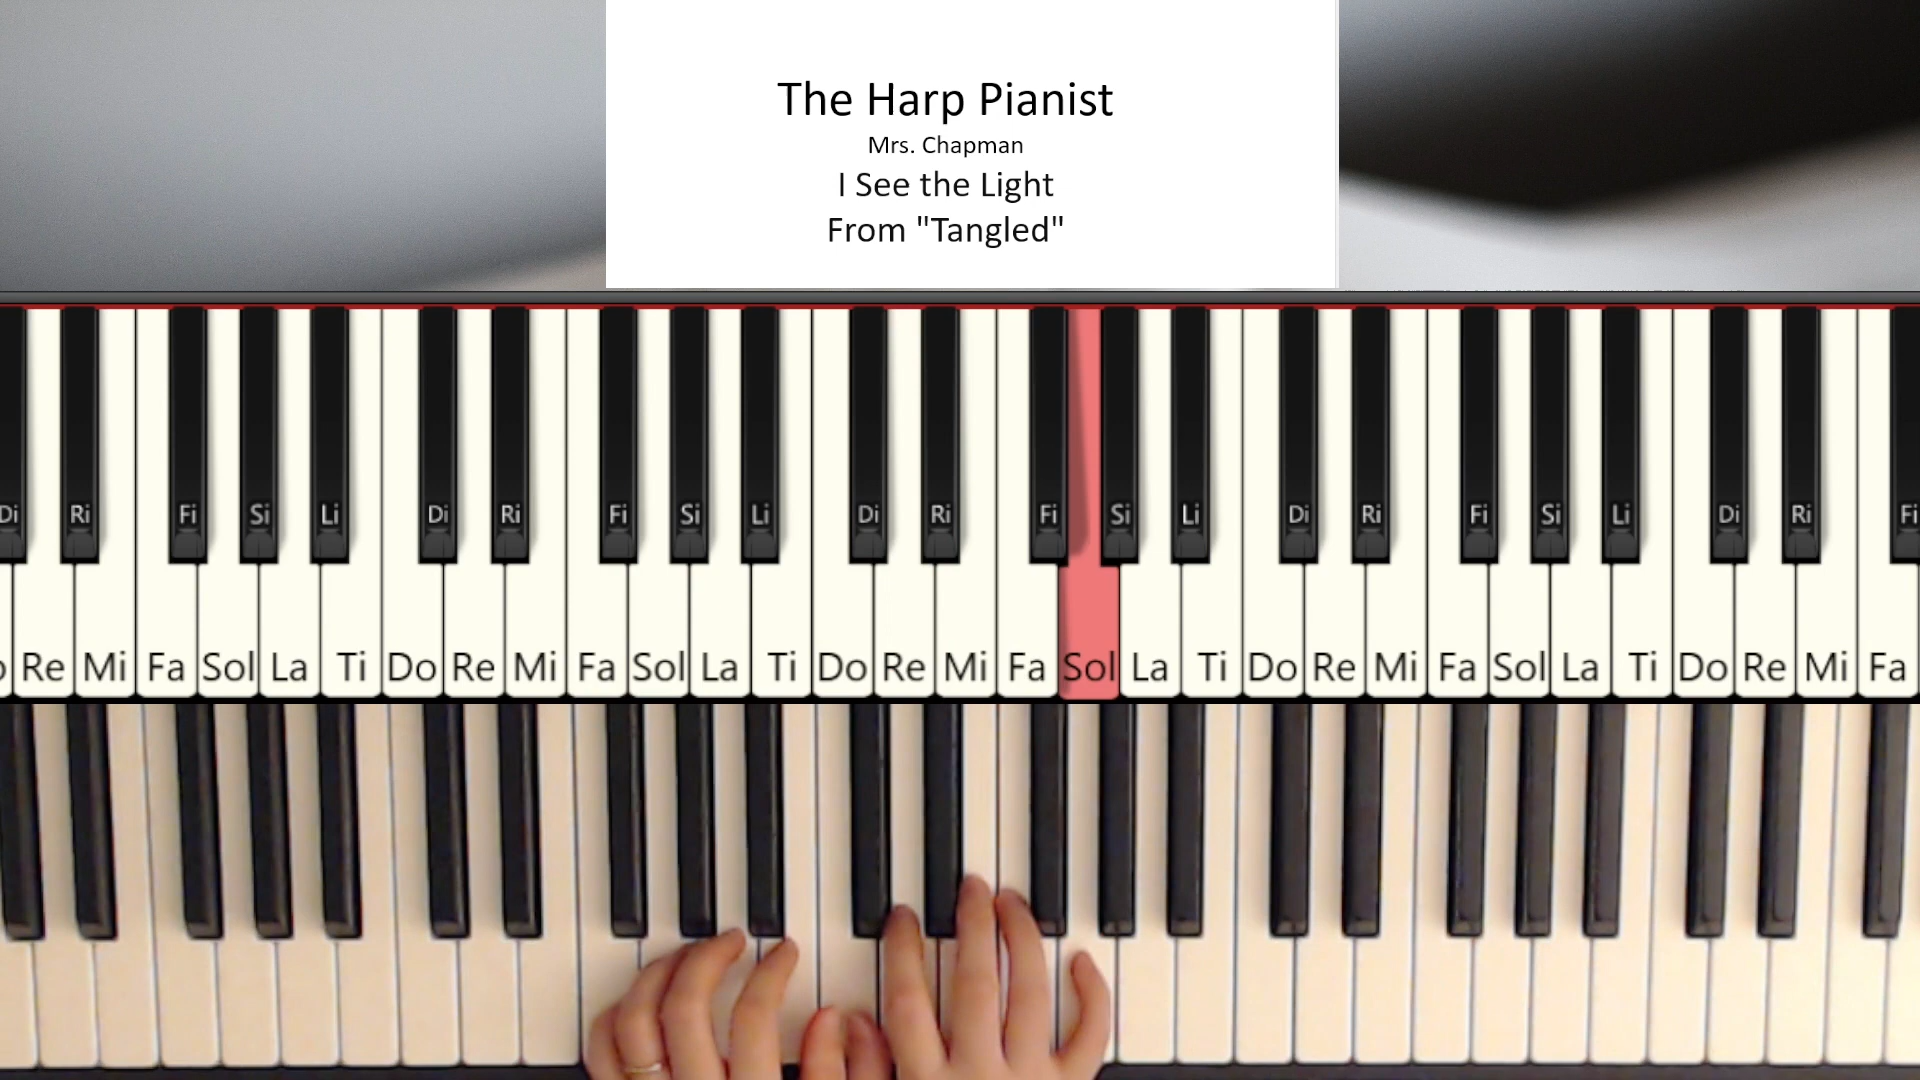 The Harp Pianist
Mrs. Chapman
I See the Light
From "Tangled"
Di Ri Fi Si Li Di Ri Fi Si Li Di Ri Fi Si Li Di Ri Fi Si Li Di Ri Fi
Re Mi Fa Sol La Ti Do Re Mi Fa Sol La Ti Do Re Mi Fa Sol La Ti Do Re Mi Fa Sol La Ti Do Re Mi Fa